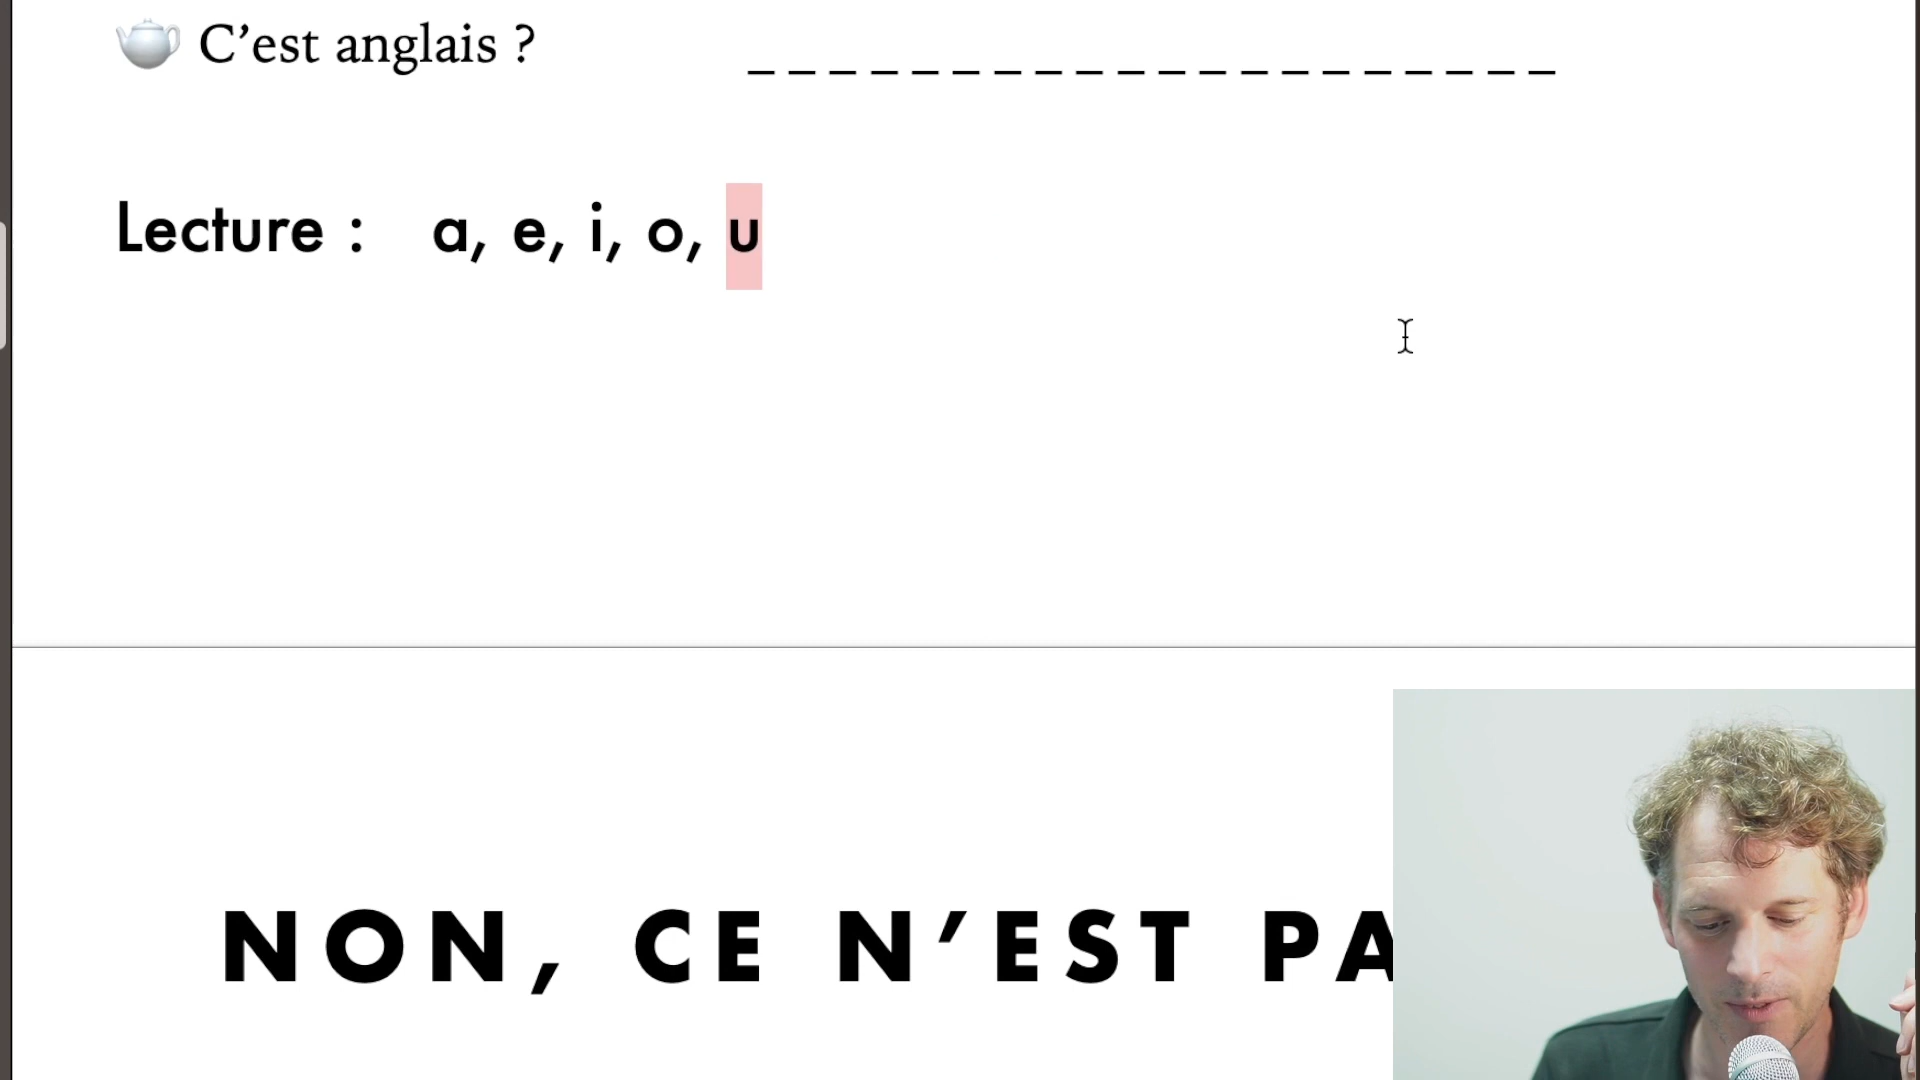 C’est anglais ? _ _ _ _ _ _ _ _ _ _ _ _ _ _ _ _ _ _ _ _
Lecture : a, e, i, o, u
NON, CE N’EST PA